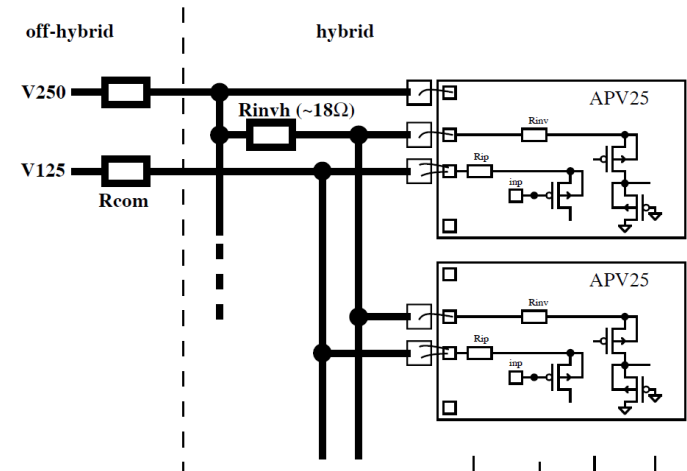 off-hybrid
hybrid
V250
APV25
Rinvh (~18Ω)
Rinv
V125
Rip
inp
Rcom
APV25
Rinv
Rip
inp